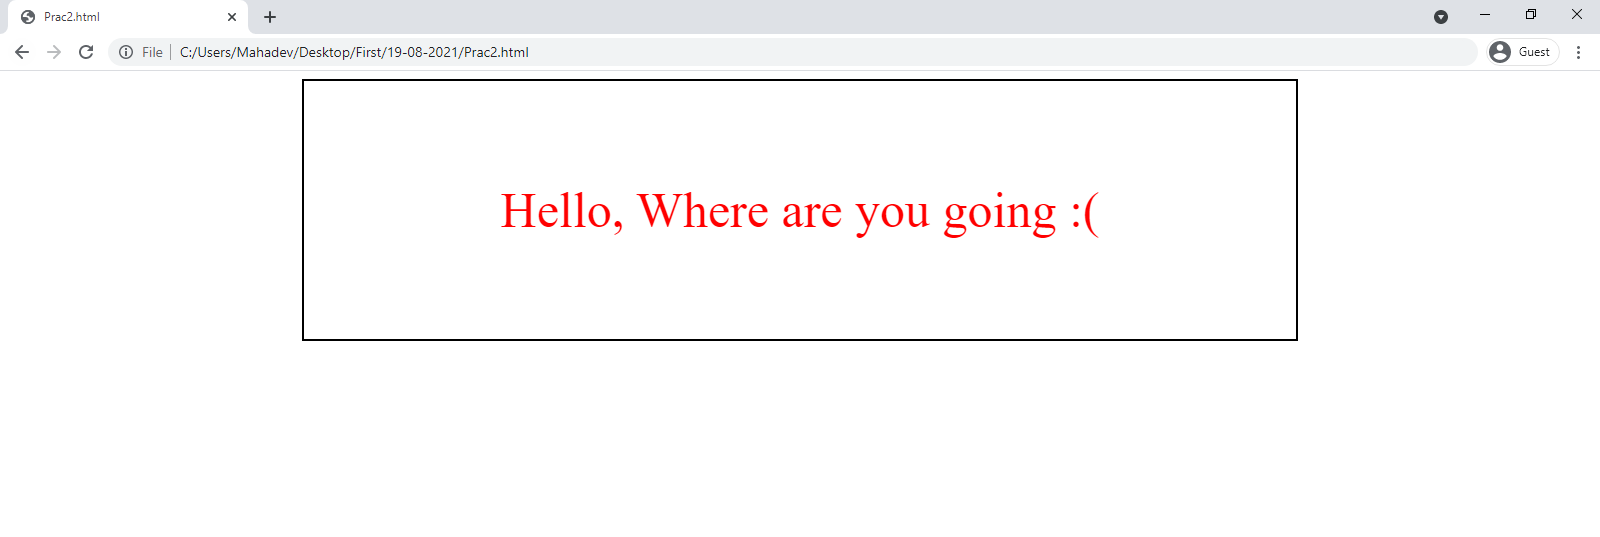 Prac2.html
File
C:/Users/Mahadev/Desktop/First/19-08-2021/Prac2.html
Guest
Hello, Where are you going :(